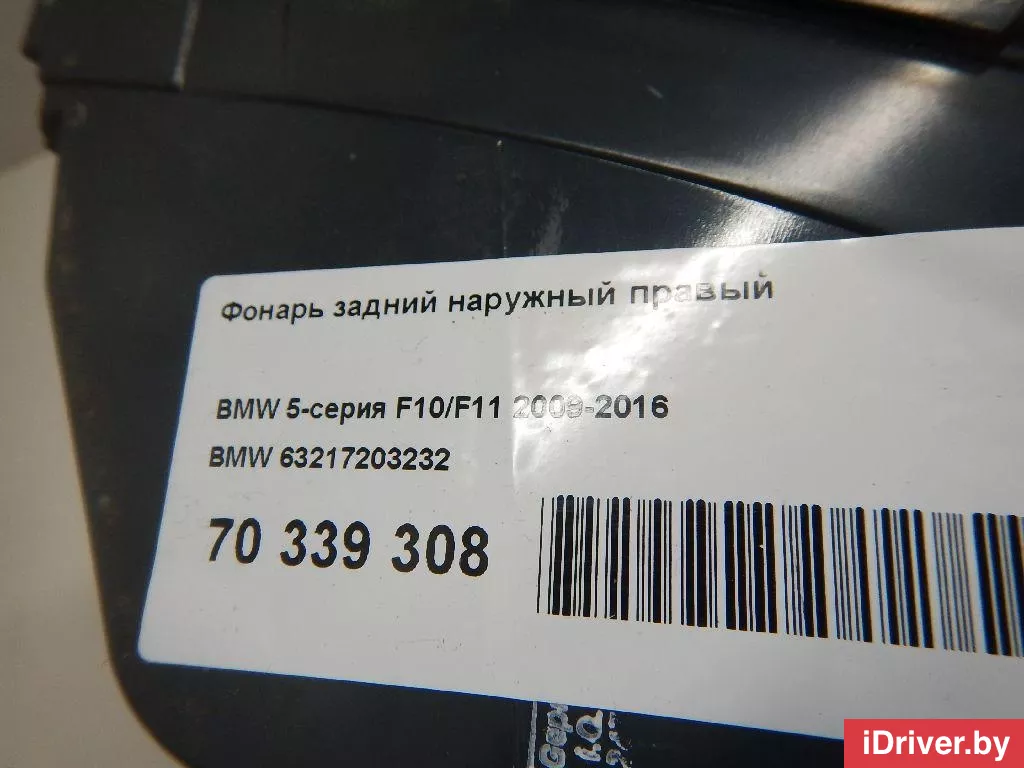 Фонарь задний наружный правый
BMW 5-серия F10/F11 2009-2016
BMW 63217203232
70 339 308
iDriver.by